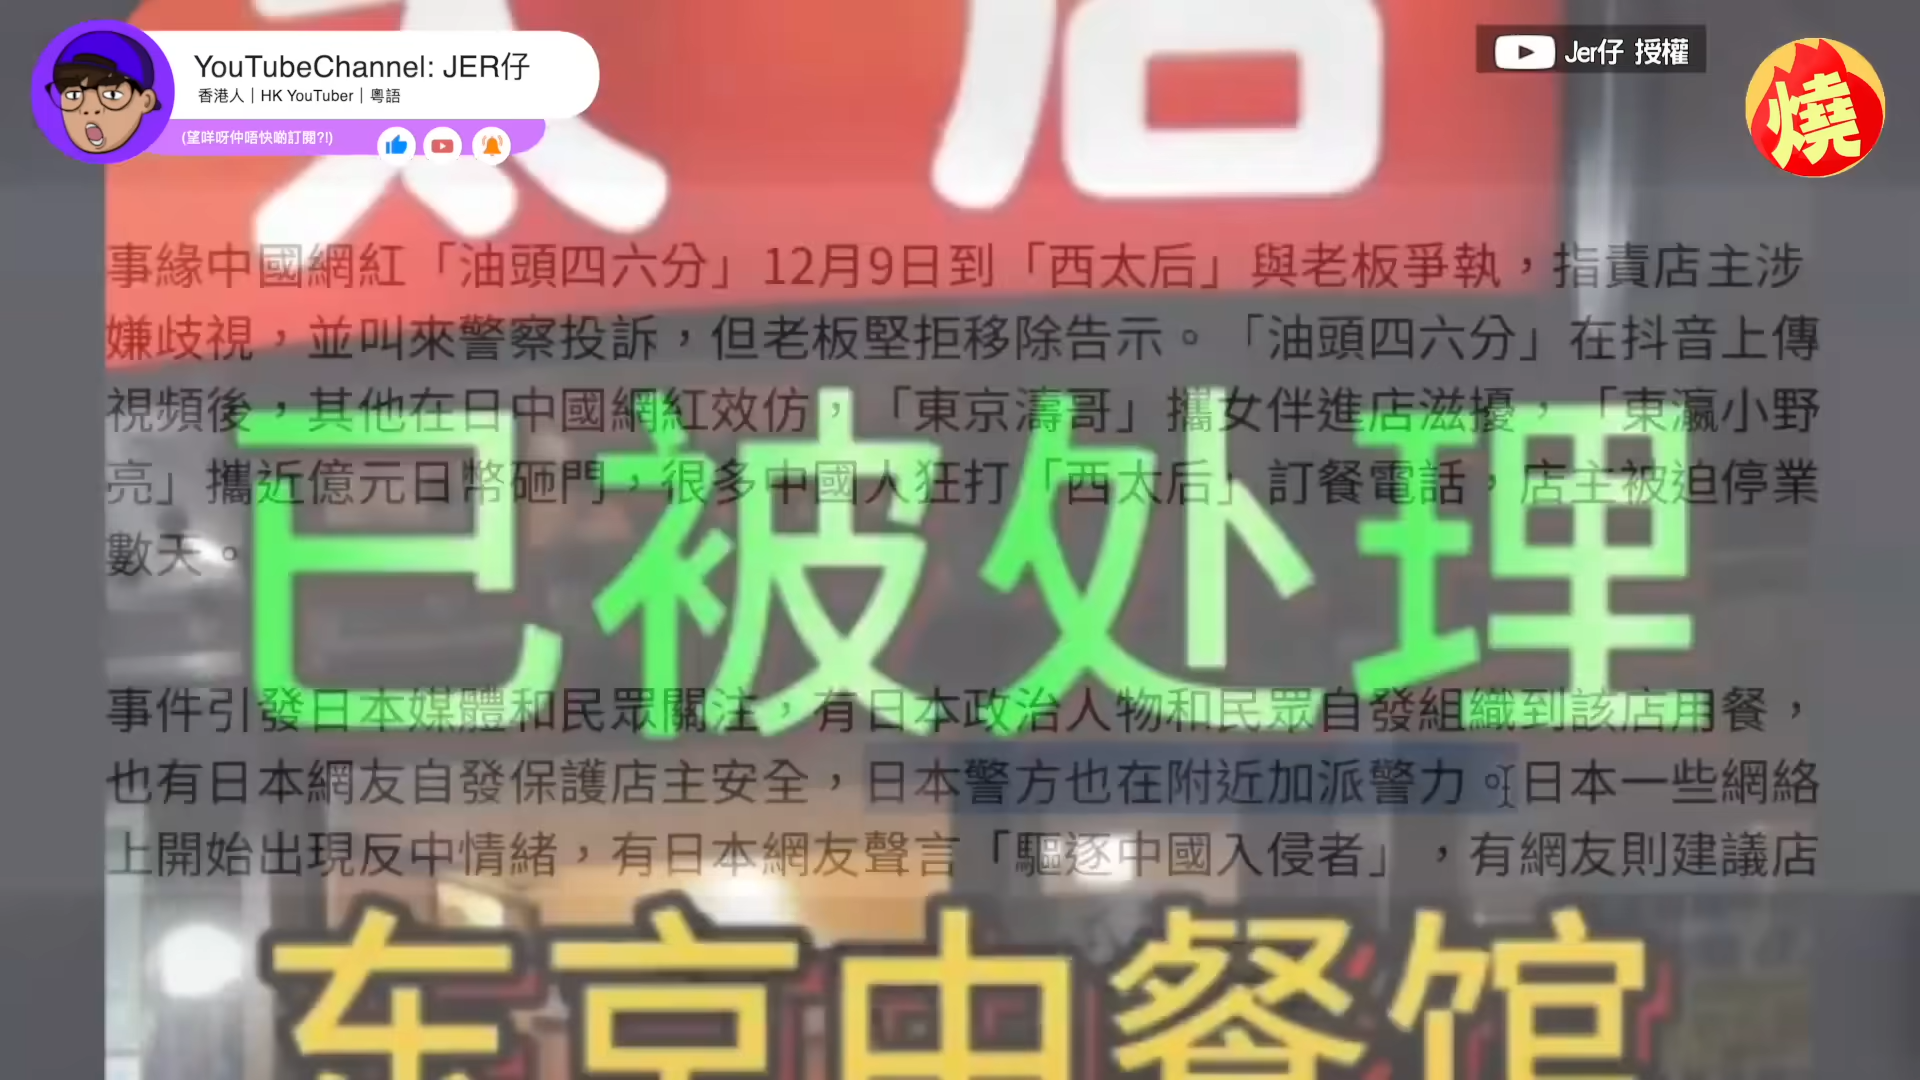 YouTubeChannel: JER仔
香港人｜HK YouTuber｜粵語
(望咩呀仲唔快啲訂閱?!)
Jer仔 授權
燒
太 后
事緣中國網紅「油頭四六分」12月9日到「西太后」與老板爭執，指責店主涉
嫌歧視，並叫來警察投訴，但老板堅拒移除告示。「油頭四六分」在抖音上傳
視頻後，其他在日中國網紅效仿，「東京濤哥」攜女伴進店滋擾，「東瀛小野
亮」攜近億元日幣砸門，很多中國人狂打「西太后」訂餐電話，店主被迫停業
數天。
已被处理
事件引發日本媒體和民眾關注，有日本政治人物和民眾自發組織到該店用餐，
也有日本網友自發保護店主安全，日本警方也在附近加派警力。日本一些網絡
上開始出現反中情緒，有日本網友聲言「驅逐中國入侵者」，有網友則建議店
东京中餐馆